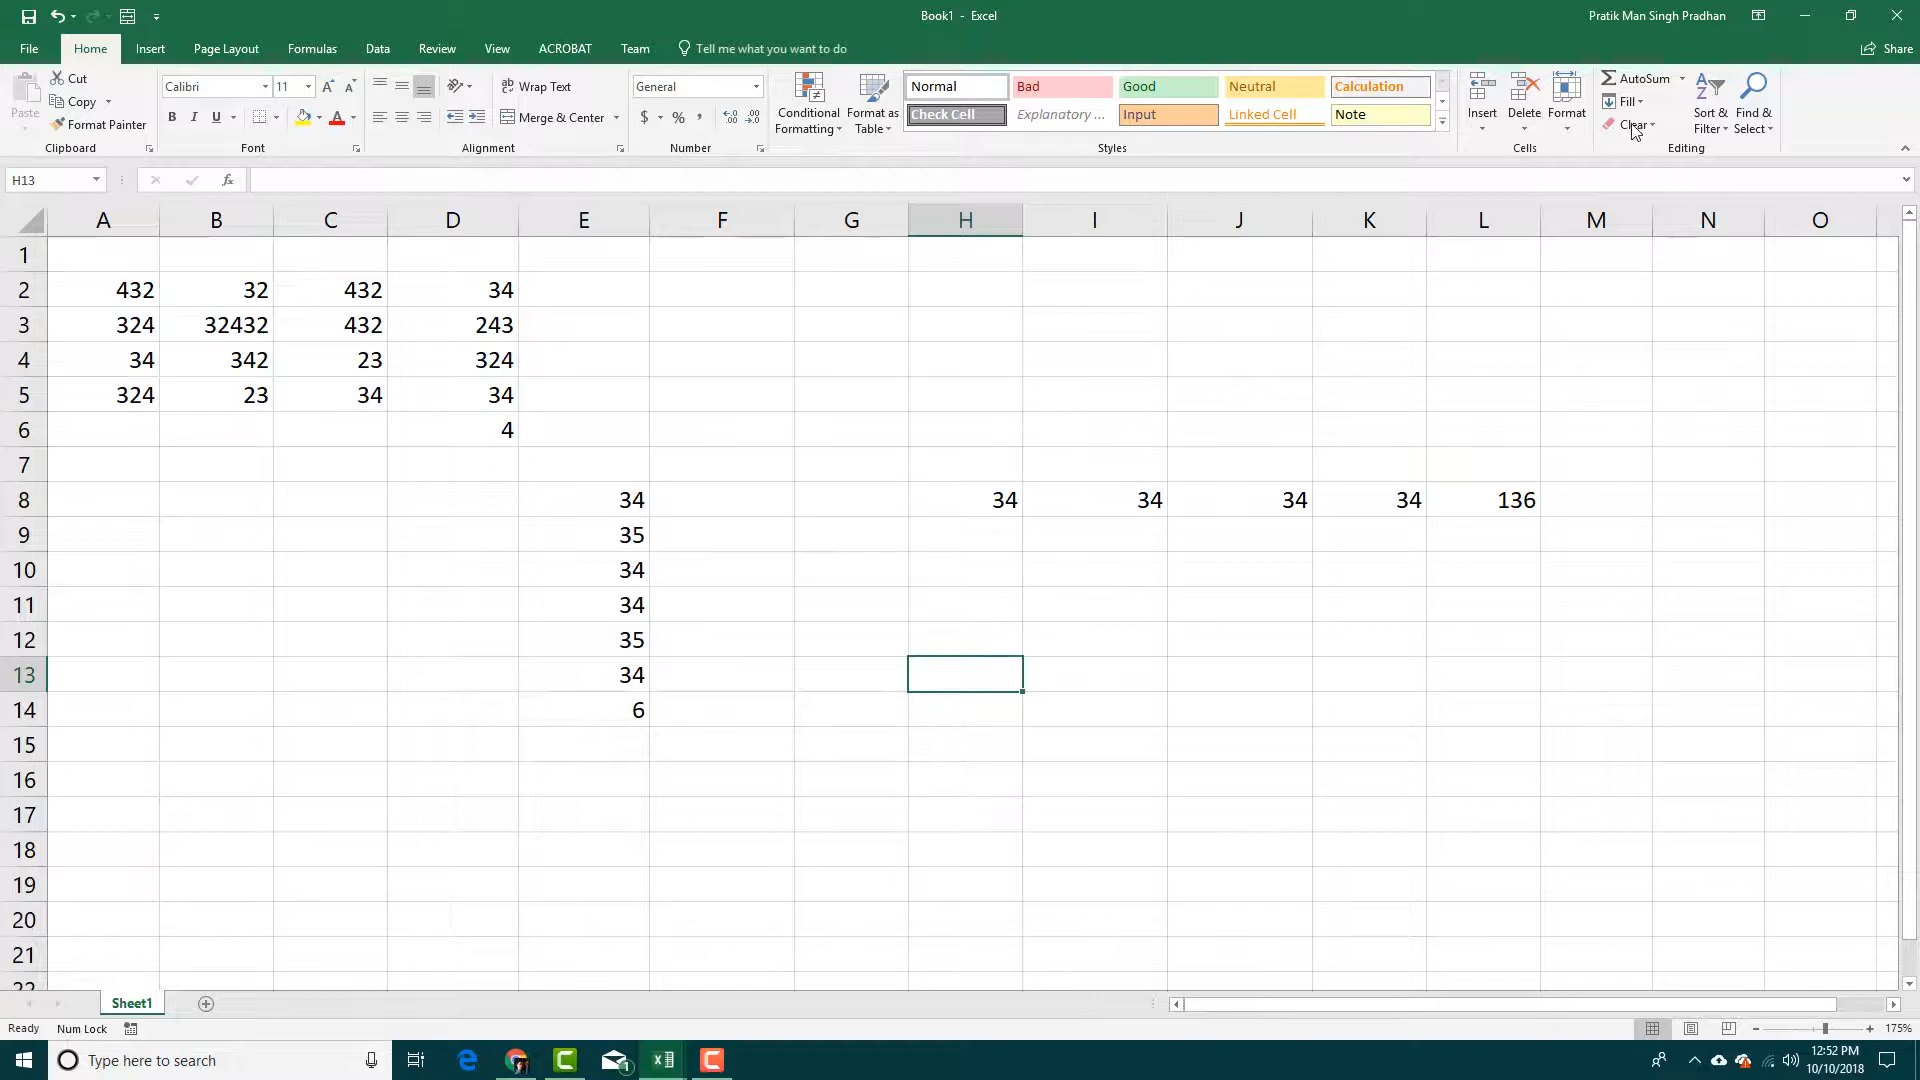 Book1 - Excel
Pratik Man Singh Pradhan
File Home Insert Page Layout Formulas Data Review View ACROBAT Team Tell me what you want to do Share
Paste
Cut
Copy
Format Painter
Clipboard
Calibri 11
B I U
Font
Wrap Text
Merge & Center
Alignment
General
$ % ,
Number
Conditional Formatting
Format as Table
Normal Bad Good Neutral Calculation
Check Cell Explanatory ... Input Linked Cell Note
Styles
Insert Delete Format
Cells
AutoSum
Fill
Clear
Sort & Filter
Find & Select
Editing
H13 fx
A B C D E F G H I J K L M N O
1
2 432 32 432 34
3 324 32432 432 243
4 34 342 23 324
5 324 23 34 34
6 4
7
8 34 34 34 34 34 136
9 35
10 34
11 34
12 35
13 34
14 6
15
16
17
18
19
20
21
22
Sheet1
Ready Num Lock 175%
Type here to search
12:52 PM
10/10/2018